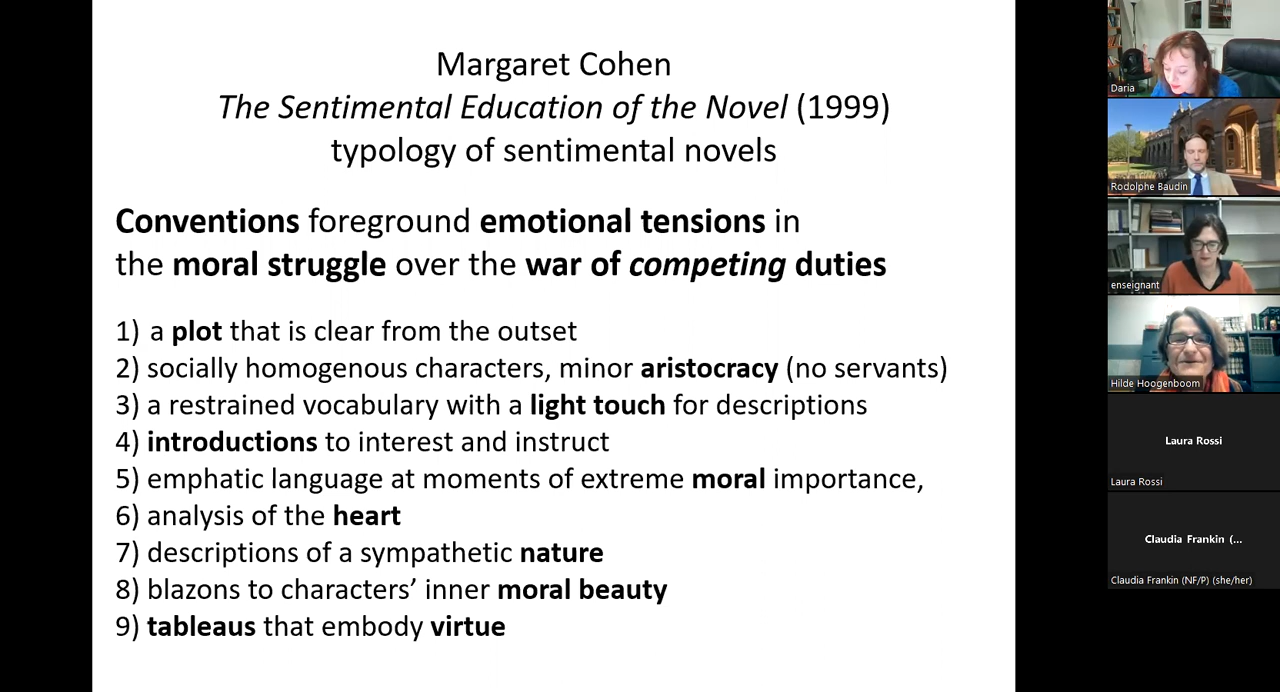 Margaret Cohen
The Sentimental Education of the Novel (1999)
typology of sentimental novels
Conventions foreground emotional tensions in
the moral struggle over the war of competing duties
1) a plot that is clear from the outset
2) socially homogenous characters, minor aristocracy (no servants)
3) a restrained vocabulary with a light touch for descriptions
4) introductions to interest and instruct
5) emphatic language at moments of extreme moral importance,
6) analysis of the heart
7) descriptions of a sympathetic nature
8) blazons to characters’ inner moral beauty
9) tableaus that embody virtue
Daria
Rodolphe Baudin
enseignant
Hilde Hoogenboom
Laura Rossi
Laura Rossi
Claudia Frankin (...
Claudia Frankin (NF/P) (she/her)